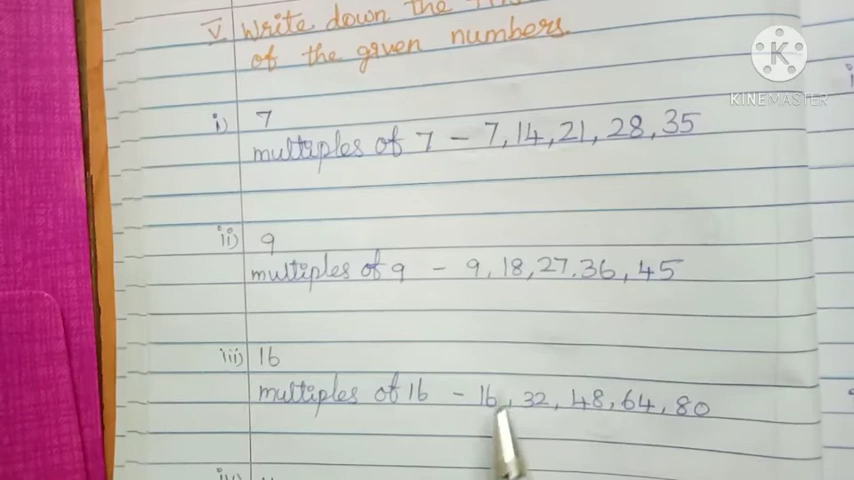 V Write down the
of the given numbers.
i) 7
multiples of 7 - 7, 14, 21, 28, 35
ii) 9
multiples of 9 - 9, 18, 27. 36, 45
iii) 16
multiples of 16 - 16, 32, 48, 64, 80
iv)
KINEMASTER